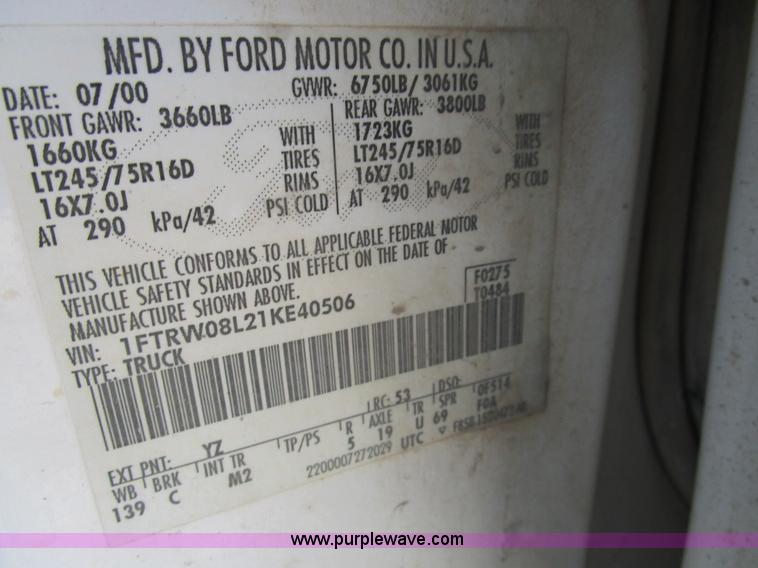 MFD. BY FORD MOTOR CO. IN U.S.A.
DATE: 07/00 GVWR: 6750LB/ 3061KG
FRONT GAWR: 3660LB REAR GAWR: 3800LB
1660KG WITH 1723KG WITH
LT245/75R16D TIRES LT245/75R16D TIRES
16X7.0J RIMS 16X7.0J RIMS
AT 290 kPa/42 PSI COLD AT 290 kPa/42 PSI COLD
THIS VEHICLE CONFORMS TO ALL APPLICABLE FEDERAL MOTOR
VEHICLE SAFETY STANDARDS IN EFFECT ON THE DATE OF
MANUFACTURE SHOWN ABOVE.
F0275
T0484
VIN: 1FTRW08L21KE40506
TYPE: TRUCK
EXT PNT: YZ RC: 53 DSO:
WB BRK INT TR TP/PS R AXLE TR SPR 0F514
139 C M2 5 19 U 69 FOA
2200007272029 UTC
www.purplewave.com